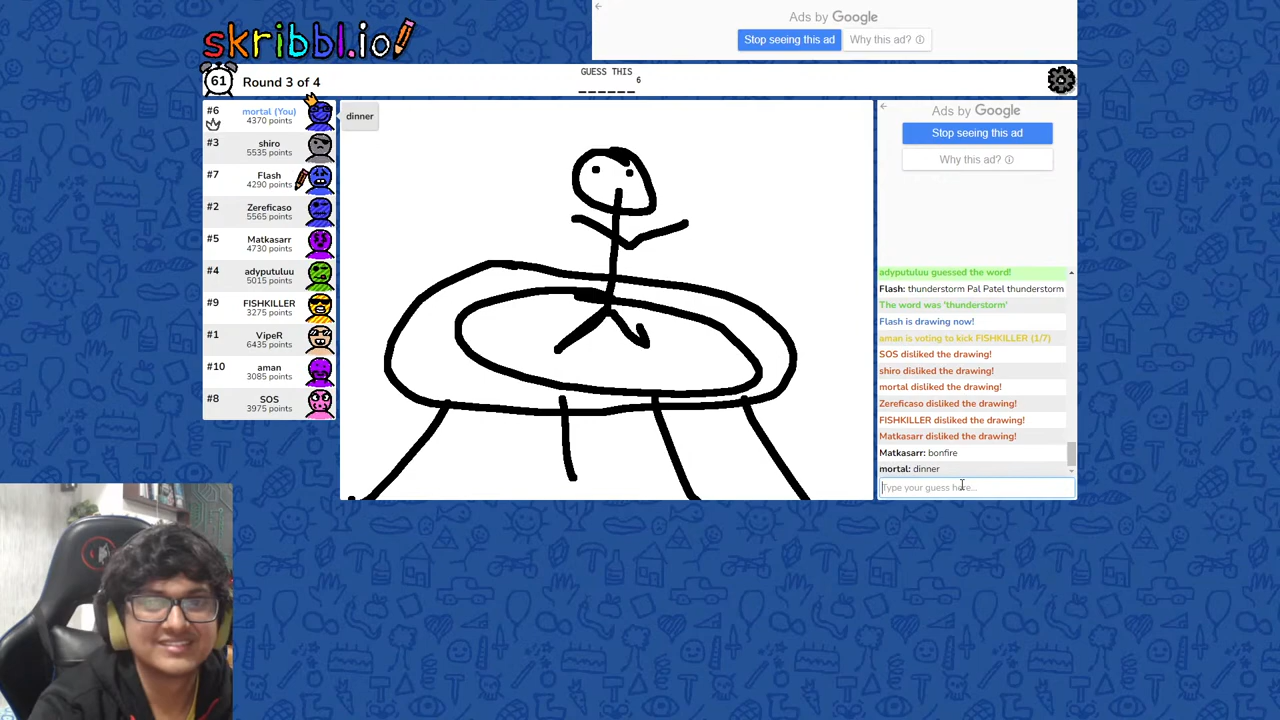 skribbl.io
Ads by Google
Stop seeing this ad
Why this ad?
61
Round 3 of 4
GUESS THIS
______ 6
#6
mortal (You)
4370 points
dinner
#3
shiro
5535 points
#7
Flash
4290 points
#2
Zereficaso
5565 points
#5
Matkasarr
4730 points
#4
adyputuluu
5015 points
#9
FISHKILLER
3275 points
#1
VipeR
6435 points
#10
aman
3085 points
#8
SOS
3975 points
Ads by Google
Stop seeing this ad
Why this ad?
adyputuluu guessed the word!
Flash: thunderstorm Pal Patel thunderstorm
The word was 'thunderstorm'
Flash is drawing now!
aman is voting to kick FISHKILLER (1/7)
SOS disliked the drawing!
shiro disliked the drawing!
mortal disliked the drawing!
Zereficaso disliked the drawing!
FISHKILLER disliked the drawing!
Matkasarr disliked the drawing!
Matkasarr: bonfire
mortal: dinner
Type your guess here...